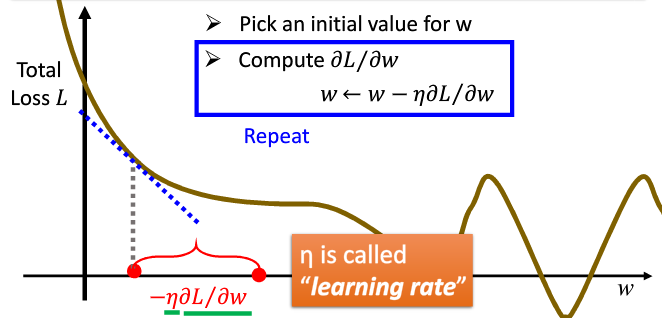 ➢ Pick an initial value for w
➢ Compute ∂L/∂w
w ← w − η∂L/∂w
Repeat
Total
Loss L
−η∂L/∂w
η is called
“learning rate”
w